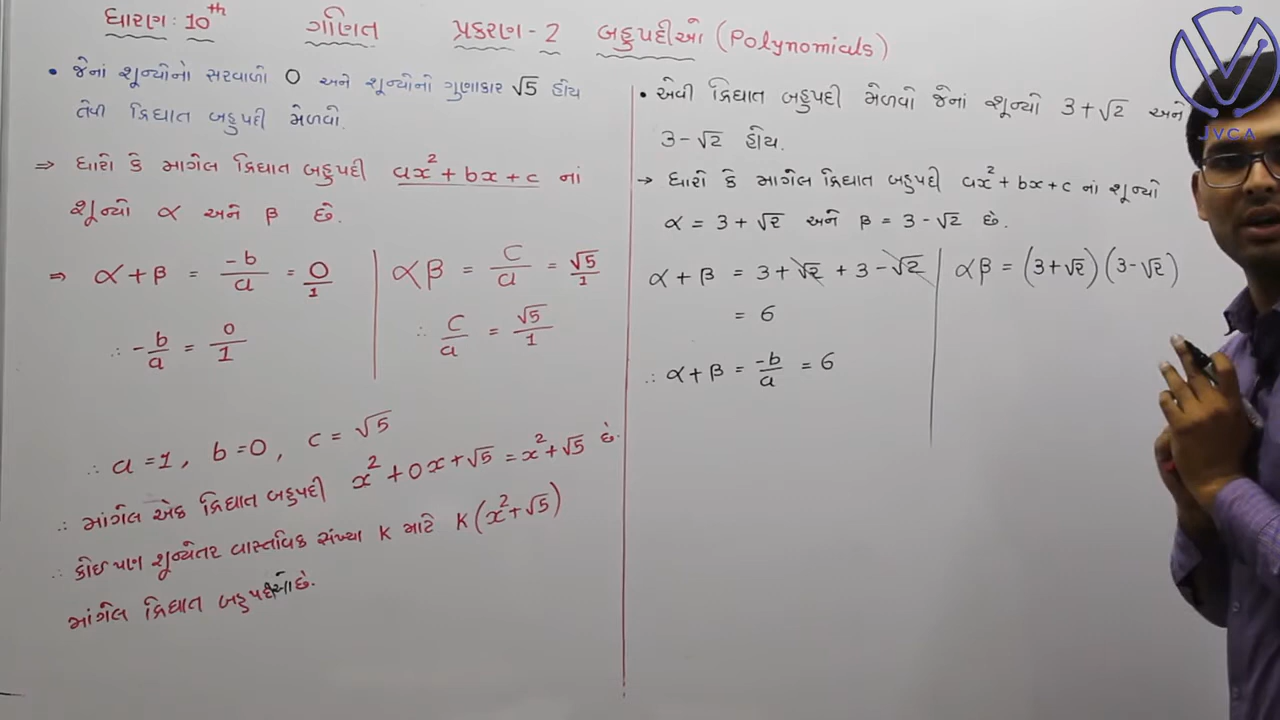 ધોરણ : 10th ગણિત પ્રકરણ - 2 બહુપદીઓ (Polynomials)
• જેનાં શૂન્યોનો સરવાળો 0 અને શૂન્યોનો ગુણાકાર √5 હોય
તેવી દ્વિઘાત બહુપદી મેળવો.
⇒ ધારો કે માગેલ દ્વિઘાત બહુપદી ax² + bx + c નાં
શૂન્યો α અને β છે.
⇒ α + β = -b/a = 0/1
αβ = c/a = √5/1
∴ -b/a = 0/1
∴ c/a = √5/1
∴ a = 1, b = 0, c = √5
∴ માંગેલ એક દ્વિઘાત બહુપદી x² + 0x + √5 = x² + √5 છે.
∴ કોઈ પણ શૂન્યેતર વાસ્તવિક સંખ્યા K માટે K(x² + √5)
માંગેલ દ્વિઘાત બહુપદીઓ છે.
• એવી દ્વિઘાત બહુપદી મેળવો જેનાં શૂન્યો 3 + √2 અને
3 - √2 હોય.
→ ધારો કે માગેલ દ્વિઘાત બહુપદી ax² + bx + c નાં શૂન્યો
α = 3 + √2 અને β = 3 - √2 છે.
α + β = 3 + √2 + 3 - √2
= 6
∴ α + β = -b/a = 6
αβ = (3 + √2)(3 - √2)
JVCA